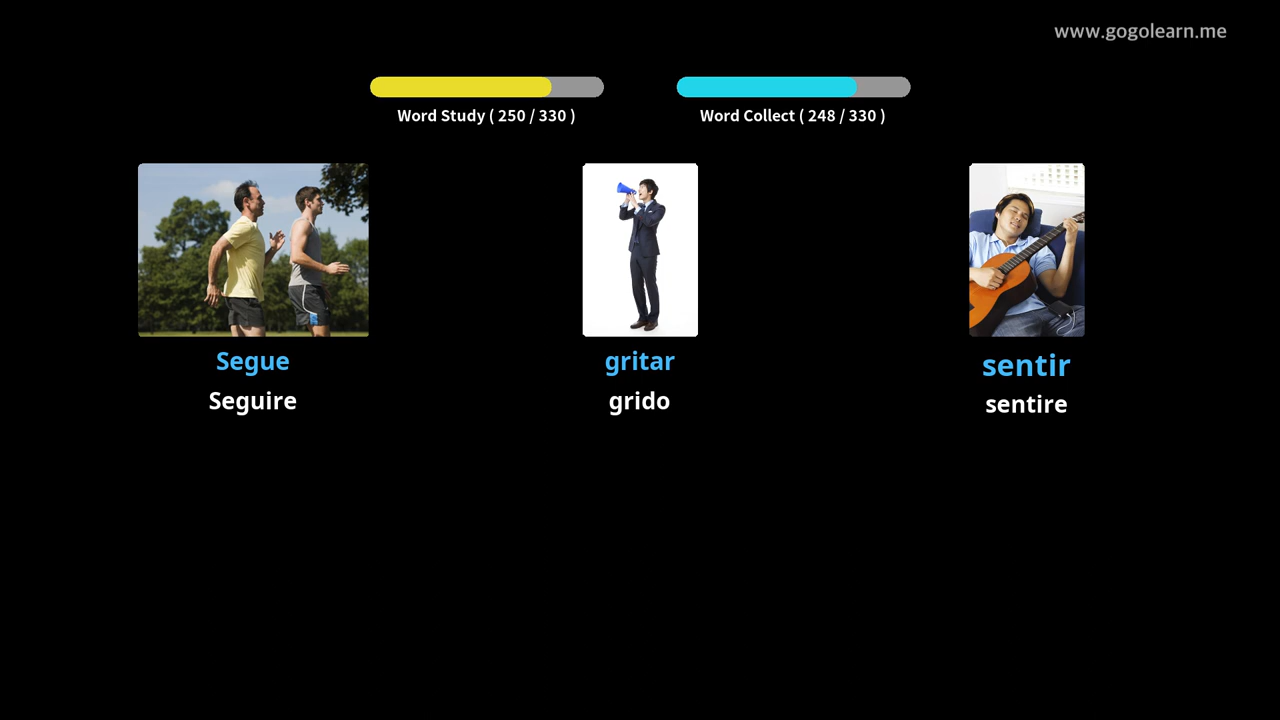 www.gogolearn.me
Word Study ( 250 / 330 )
Word Collect ( 248 / 330 )
Segue
Seguire
gritar
grido
sentir
sentire